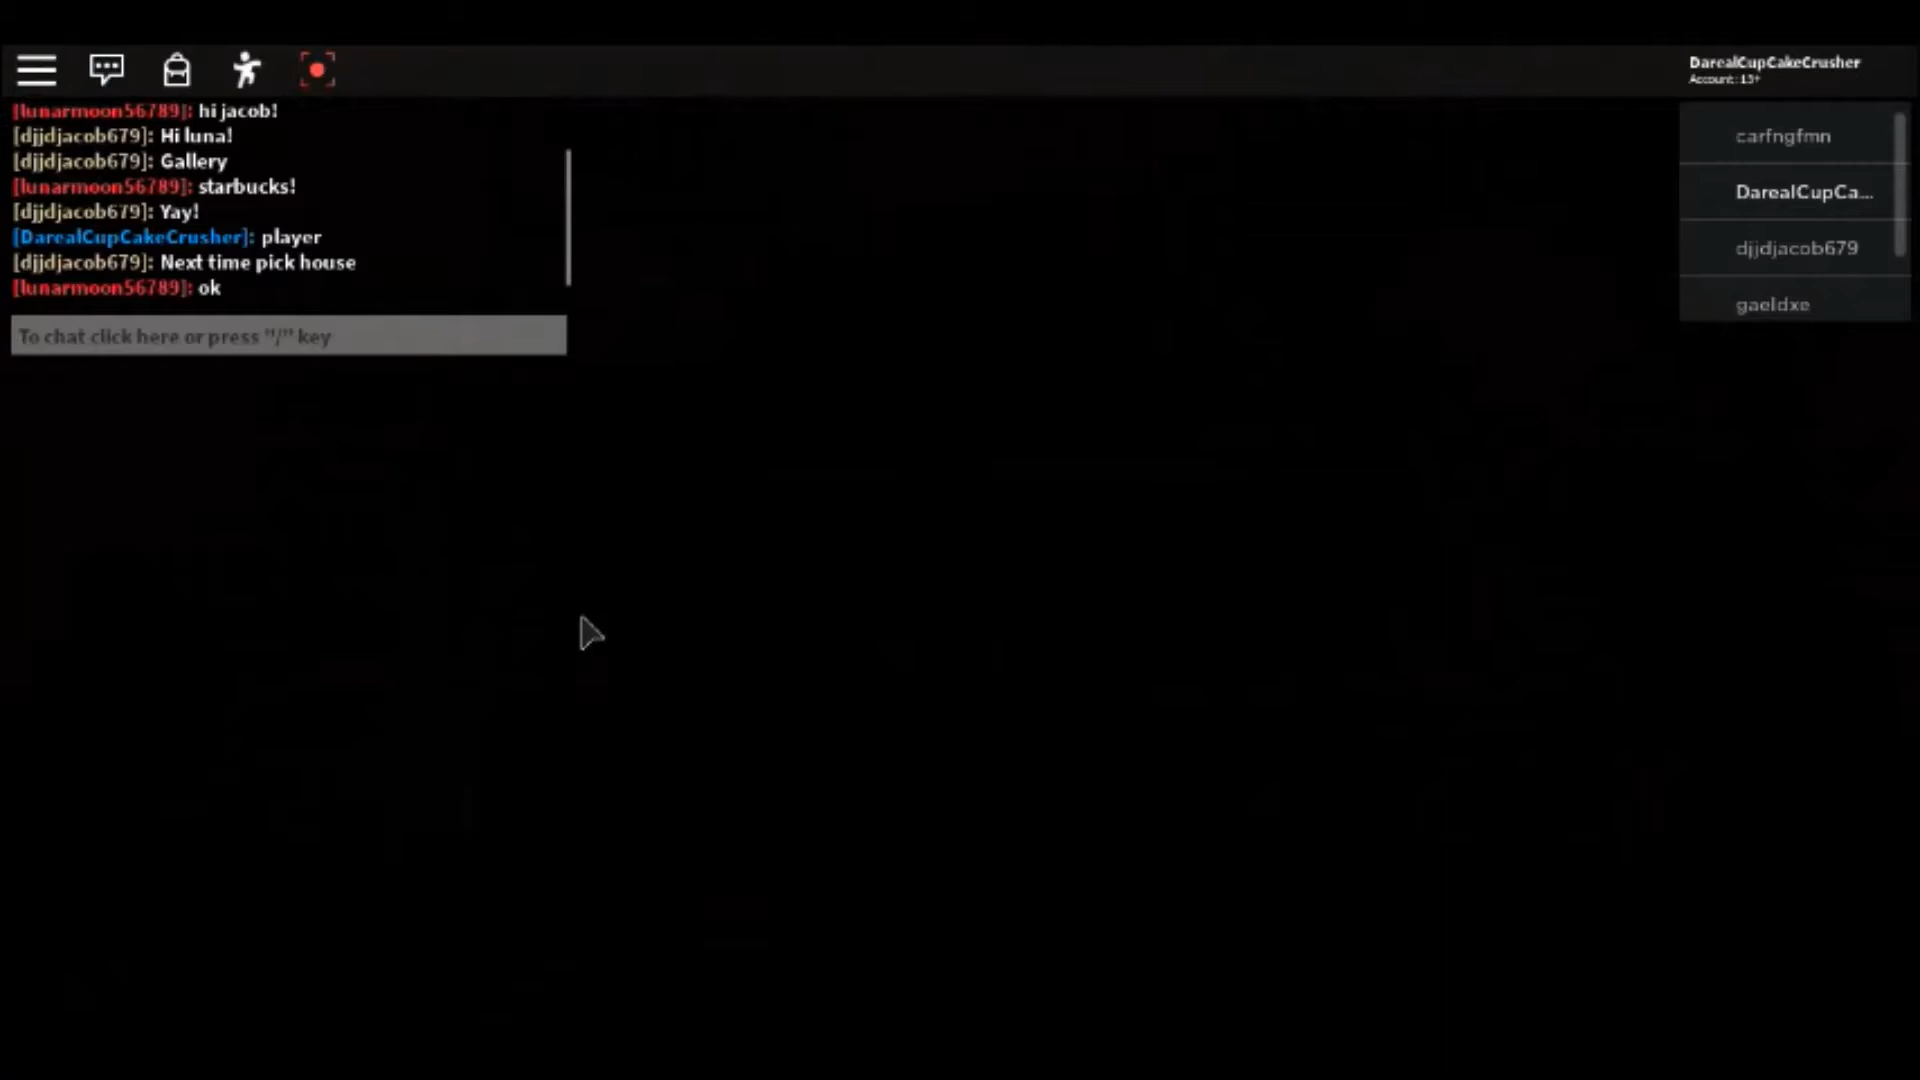 DarealCupCakeCrusher
Account: 13+
[lunarmoon56789]: hi jacob!
[djjdjacob679]: Hi luna!
[djjdjacob679]: Gallery
[lunarmoon56789]: starbucks!
[djjdjacob679]: Yay!
[DarealCupCakeCrusher]: player
[djjdjacob679]: Next time pick house
[lunarmoon56789]: ok
To chat click here or press "/" key
carfngfmn
DarealCupCa...
djjdjacob679
gaeldxe